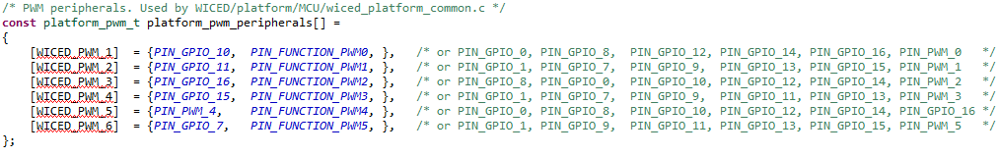 /* PWM peripherals. Used by WICED/platform/MCU/wiced_platform_common.c */
const platform_pwm_t platform_pwm_peripherals[] =
{
[WICED_PWM_1] = {PIN_GPIO_10, PIN_FUNCTION_PWM0, }, /* or PIN_GPIO_0, PIN_GPIO_8, PIN_GPIO_12, PIN_GPIO_14, PIN_GPIO_16, PIN_PWM_0 */
[WICED_PWM_2] = {PIN_GPIO_11, PIN_FUNCTION_PWM1, }, /* or PIN_GPIO_1, PIN_GPIO_7, PIN_GPIO_9, PIN_GPIO_13, PIN_GPIO_15, PIN_PWM_1 */
[WICED_PWM_3] = {PIN_GPIO_16, PIN_FUNCTION_PWM2, }, /* or PIN_GPIO_8, PIN_GPIO_0, PIN_GPIO_10, PIN_GPIO_12, PIN_GPIO_14, PIN_PWM_2 */
[WICED_PWM_4] = {PIN_GPIO_15, PIN_FUNCTION_PWM3, }, /* or PIN_GPIO_1, PIN_GPIO_7, PIN_GPIO_9, PIN_GPIO_11, PIN_GPIO_13, PIN_PWM_3 */
[WICED_PWM_5] = {PIN_PWM_4, PIN_FUNCTION_PWM4, }, /* or PIN_GPIO_0, PIN_GPIO_8, PIN_GPIO_10, PIN_GPIO_12, PIN_GPIO_14, PIN_GPIO_16 */
[WICED_PWM_6] = {PIN_GPIO_7, PIN_FUNCTION_PWM5, }, /* or PIN_GPIO_1, PIN_GPIO_9, PIN_GPIO_11, PIN_GPIO_13, PIN_GPIO_15, PIN_PWM_5 */
};